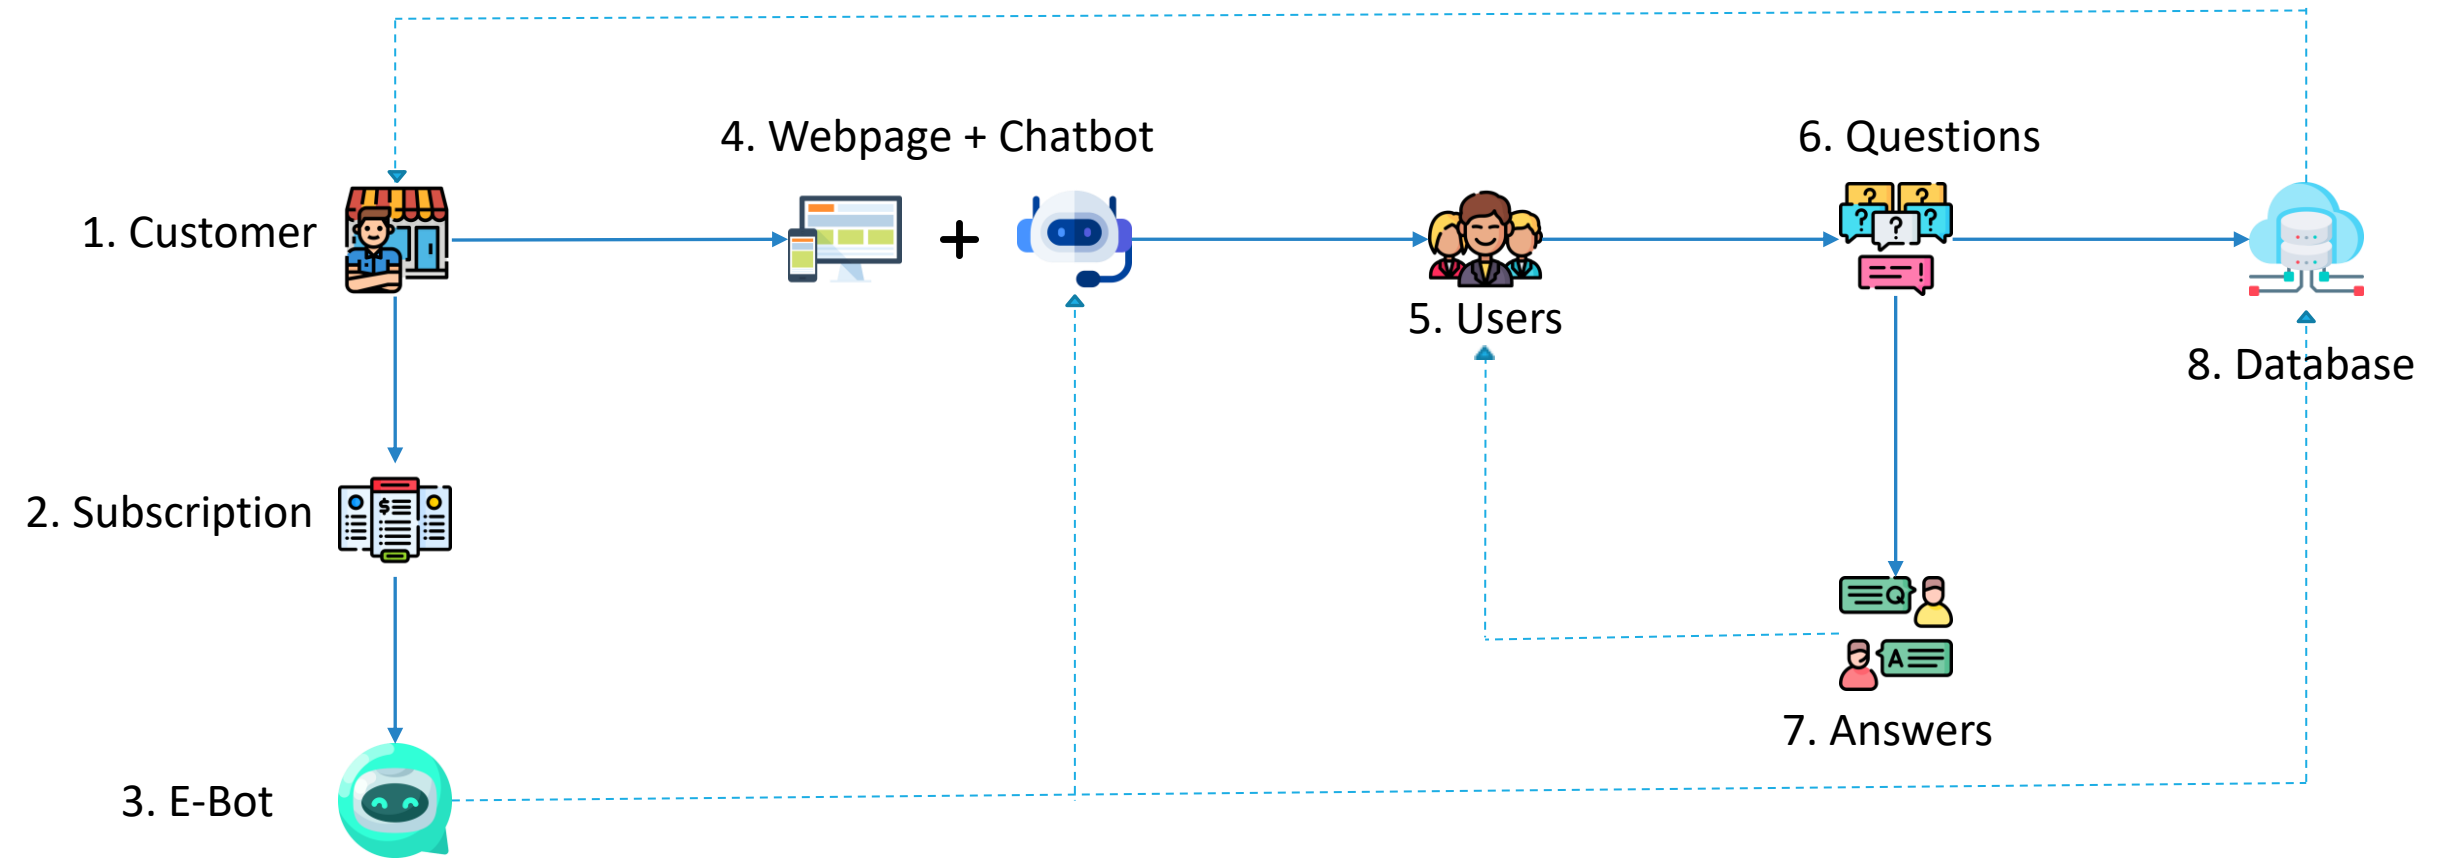 4. Webpage + Chatbot
6. Questions
1. Customer
+
5. Users
8. Database
2. Subscription
$
Q
A
7. Answers
3. E-Bot